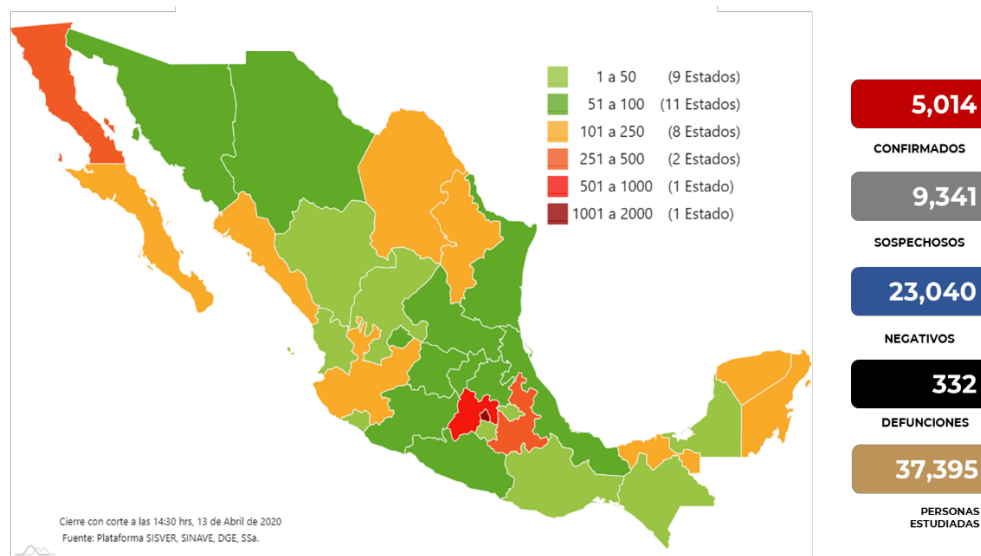 1 a 50 (9 Estados)
51 a 100 (11 Estados)
101 a 250 (8 Estados)
251 a 500 (2 Estados)
501 a 1000 (1 Estado)
1001 a 2000 (1 Estado)
5,014
CONFIRMADOS
9,341
SOSPECHOSOS
23,040
NEGATIVOS
332
DEFUNCIONES
37,395
PERSONAS
ESTUDIADAS
Cierre con corte a las 14:30 hrs, 13 de Abril de 2020
Fuente: Plataforma SISVER, SINAVE, DGE, SSa.